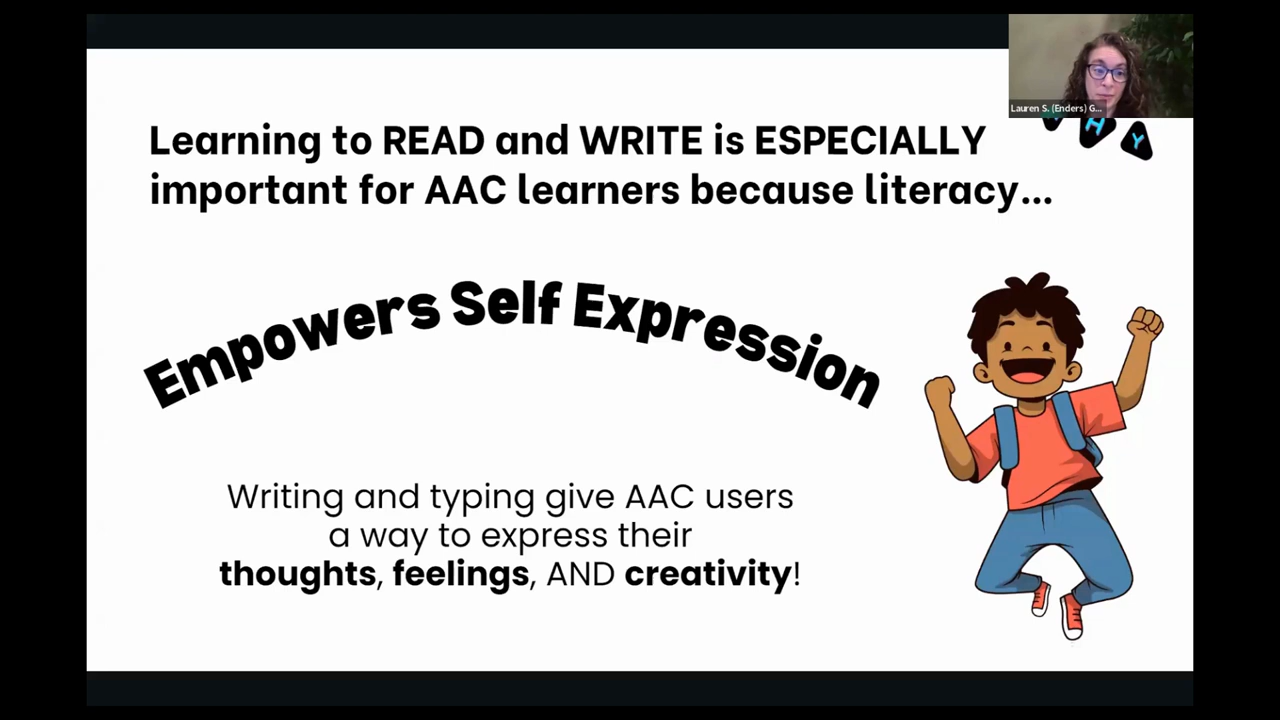 Lauren S. (Enders) G...
HY
Learning to READ and WRITE is ESPECIALLY
important for AAC learners because literacy...
Empowers Self Expression
Writing and typing give AAC users
a way to express their
thoughts, feelings, AND creativity!